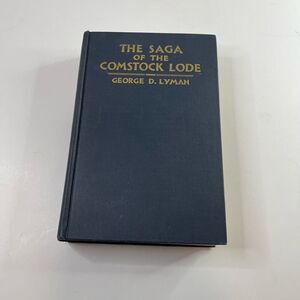 THE SAGA
OF THE
COMSTOCK LODE
GEORGE D. LYMAN